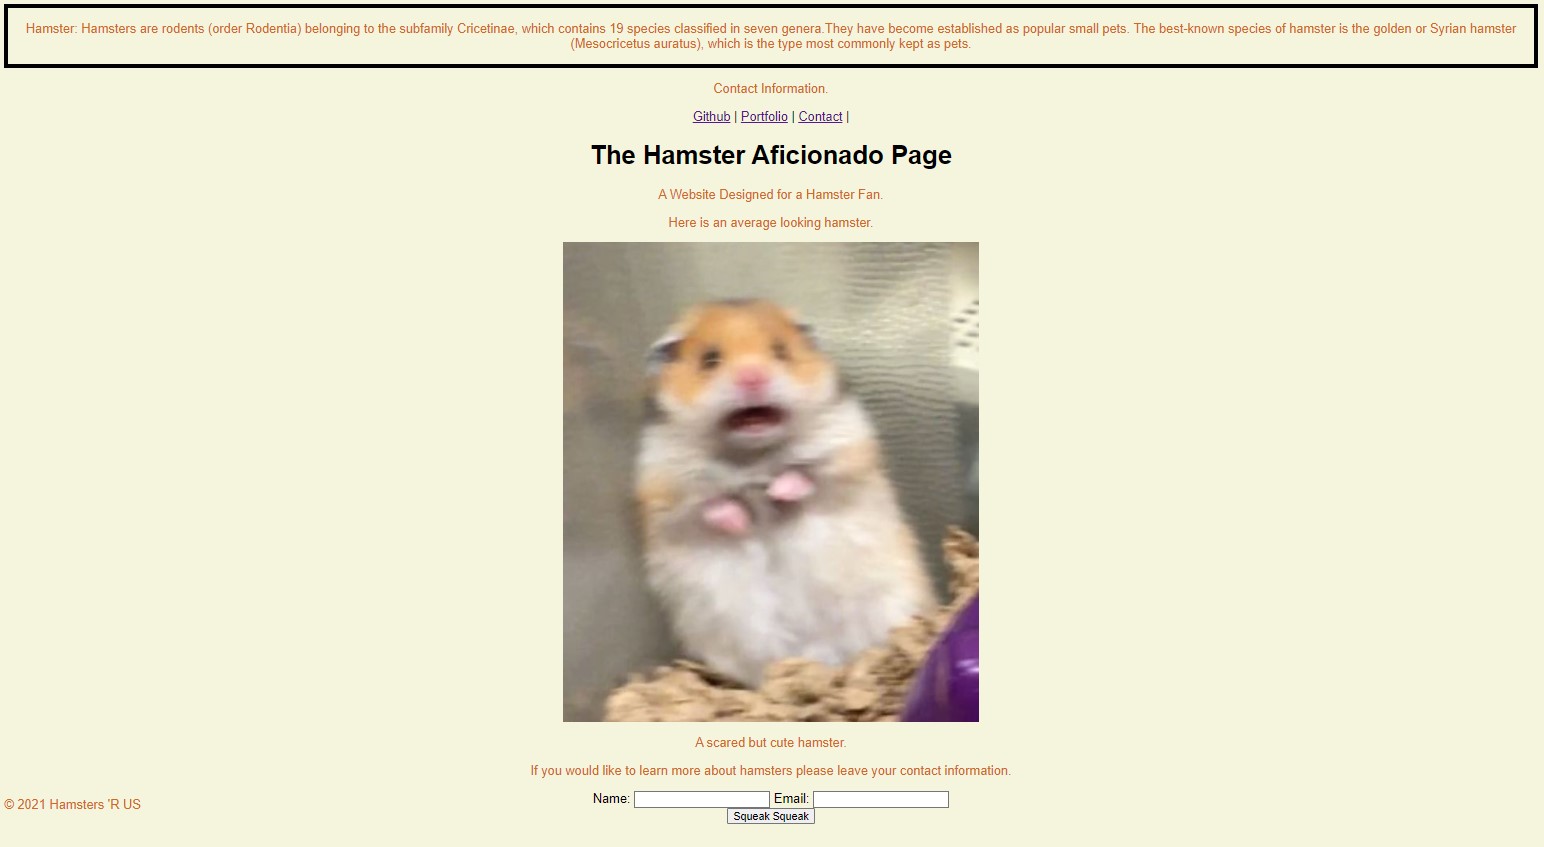 Hamster: Hamsters are rodents (order Rodentia) belonging to the subfamily Cricetinae, which contains 19 species classified in seven genera.They have become established as popular small pets. The best-known species of hamster is the golden or Syrian hamster
(Mesocricetus auratus), which is the type most commonly kept as pets.
Contact Information.
Github | Portfolio | Contact |
The Hamster Aficionado Page
A Website Designed for a Hamster Fan.
Here is an average looking hamster.
A scared but cute hamster.
If you would like to learn more about hamsters please leave your contact information.
Name: Email:
© 2021 Hamsters 'R US
Squeak Squeak